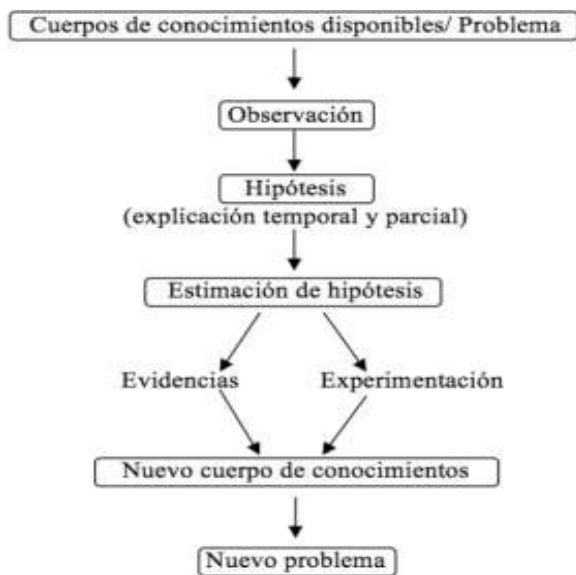 Cuerpos de conocimientos disponibles/ Problema
Observación
Hipótesis
(explicación temporal y parcial)
Estimación de hipótesis
Evidencias Experimentación
Nuevo cuerpo de conocimientos
Nuevo problema